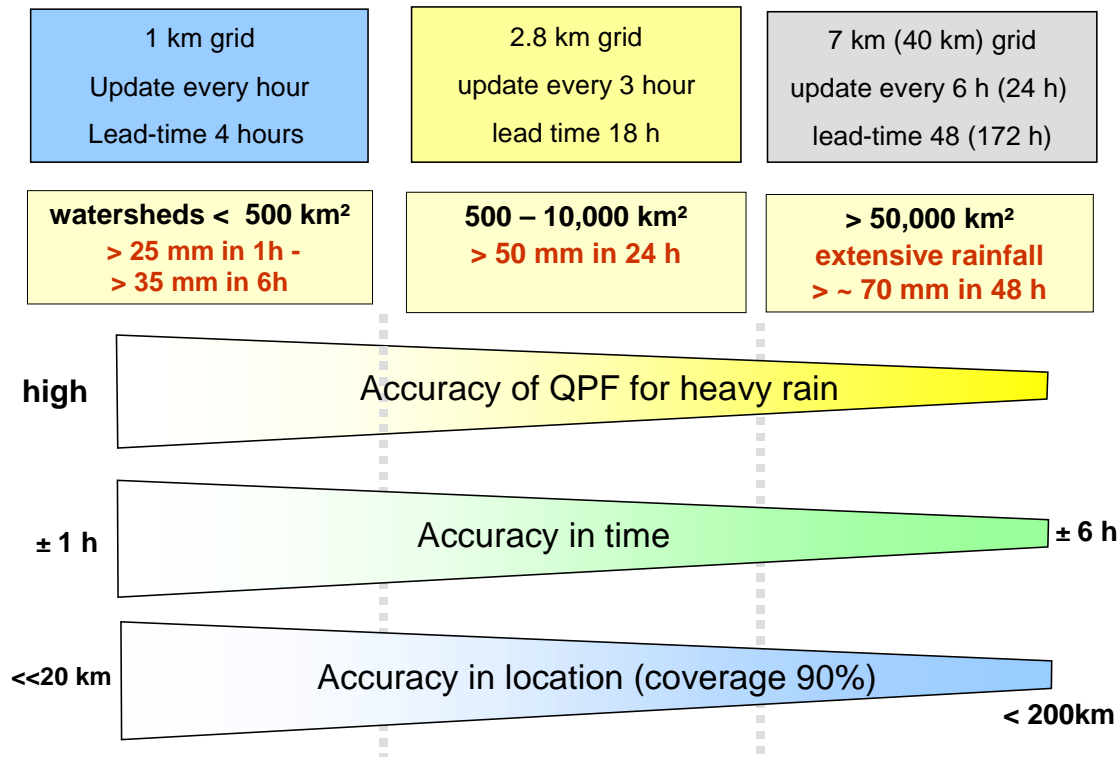 1 km grid
Update every hour
Lead-time 4 hours
2.8 km grid
update every 3 hour
lead time 18 h
7 km (40 km) grid
update every 6 h (24 h)
lead-time 48 (172 h)
watersheds < 500 km²
> 25 mm in 1h -
> 35 mm in 6h
500 – 10,000 km²
> 50 mm in 24 h
> 50,000 km²
extensive rainfall
> ~ 70 mm in 48 h
high
Accuracy of QPF for heavy rain
± 1 h
Accuracy in time
± 6 h
<<20 km
Accuracy in location (coverage 90%)
< 200km